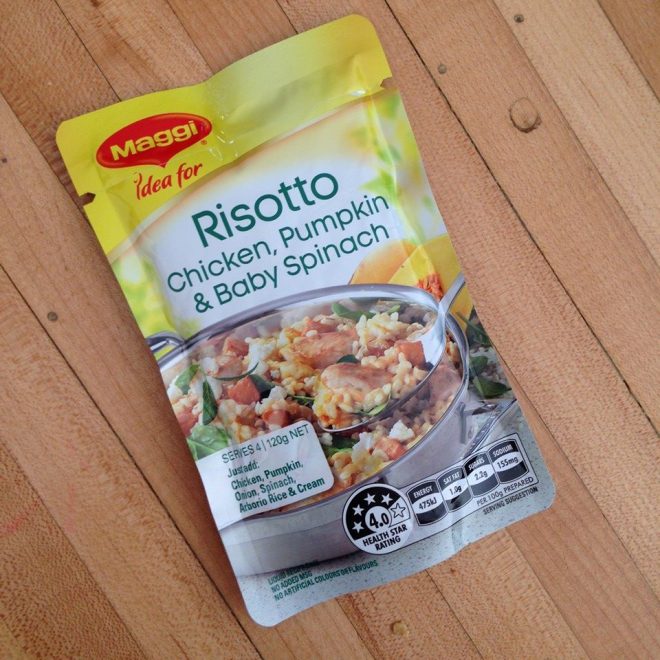 Maggi
Idea for
Risotto
Chicken, Pumpkin
& Baby Spinach
SERVES 4 | 120g NET
Just add:
Chicken, Pumpkin,
Onion, Spinach,
Arborio Rice & Cream
4.0
HEALTH STAR
RATING
ENERGY
475kJ
SAT FAT
1.9g
SUGARS
2.2g
SODIUM
155mg
PER 100g PREPARED
SERVING SUGGESTION
LIQUID
NO ADDED MSG
NO ARTIFICIAL COLOURS OR FLAVOURS